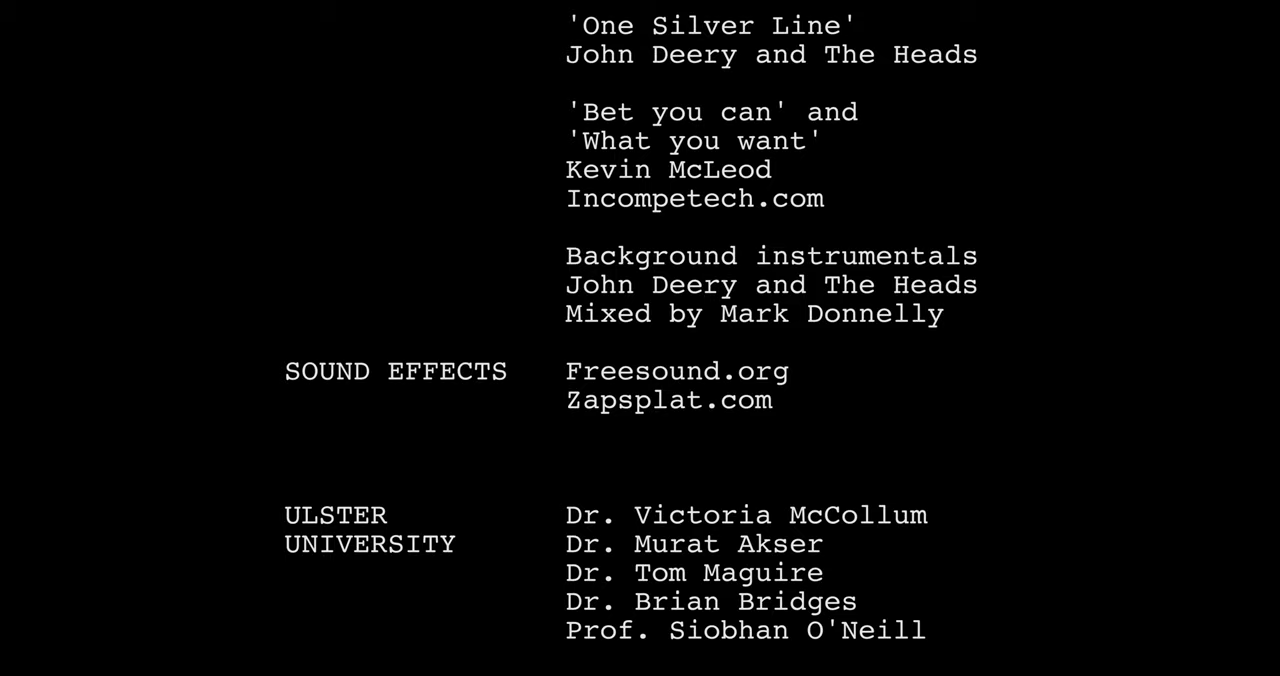 'One Silver Line'
John Deery and The Heads
'Bet you can' and
'What you want'
Kevin McLeod
Incompetech.com
Background instrumentals
John Deery and The Heads
Mixed by Mark Donnelly
SOUND EFFECTS Freesound.org
Zapsplat.com
ULSTER Dr. Victoria McCollum
UNIVERSITY Dr. Murat Akser
Dr. Tom Maguire
Dr. Brian Bridges
Prof. Siobhan O'Neill